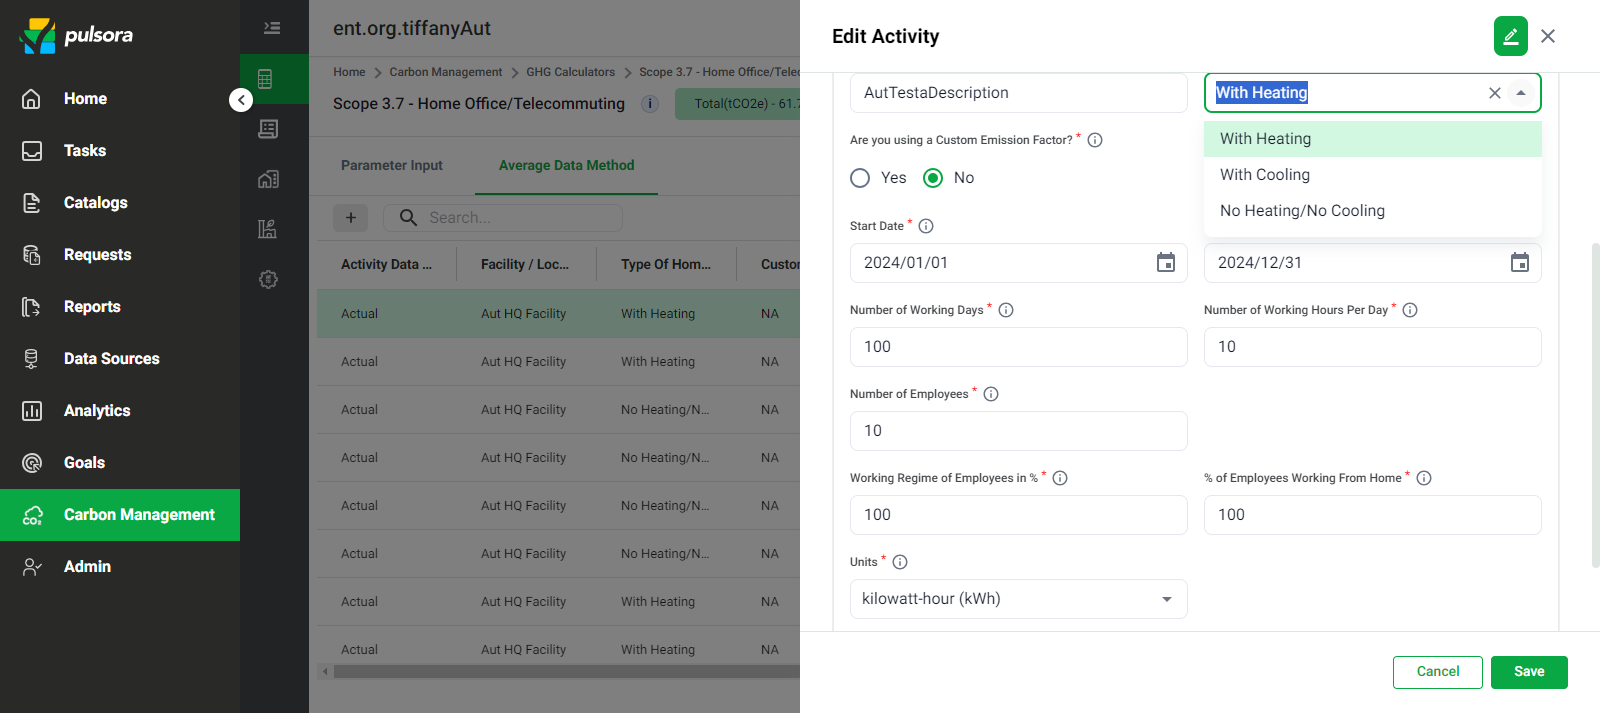 pulsora
Home
Tasks
Catalogs
Requests
Reports
Data Sources
Analytics
Goals
Carbon Management
Admin
ent.org.tiffanyAut
Home > Carbon Management > GHG Calculators > Scope 3.7 - Home Office/Telec
Scope 3.7 - Home Office/Telecommuting i Total(tCO2e) - 61.7
Parameter Input Average Data Method
+ Search...
Activity Data ... Facility / Loc... Type Of Hom... Custor
Actual Aut HQ Facility With Heating NA
Actual Aut HQ Facility With Heating NA
Actual Aut HQ Facility No Heating/N... NA
Actual Aut HQ Facility No Heating/N... NA
Actual Aut HQ Facility No Heating/N... NA
Actual Aut HQ Facility No Heating/N... NA
Actual Aut HQ Facility With Heating NA
Actual Aut HQ Facility With Heating NA
Edit Activity
AutTestaDescription With Heating
With Heating
With Cooling
No Heating/No Cooling
Are you using a Custom Emission Factor? *
Yes No
Start Date *
2024/01/01 2024/12/31
Number of Working Days * Number of Working Hours Per Day *
100 10
Number of Employees *
10
Working Regime of Employees in % * % of Employees Working From Home *
100 100
Units *
kilowatt-hour (kWh)
Cancel Save